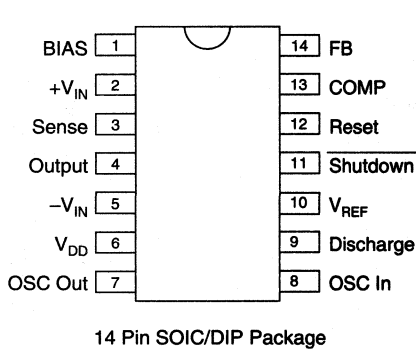 BIAS 1 14 FB
+VIN 2 13 COMP
Sense 3 12 Reset
Output 4 11 Shutdown
–VIN 5 10 VREF
VDD 6 9 Discharge
OSC Out 7 8 OSC In
14 Pin SOIC/DIP Package